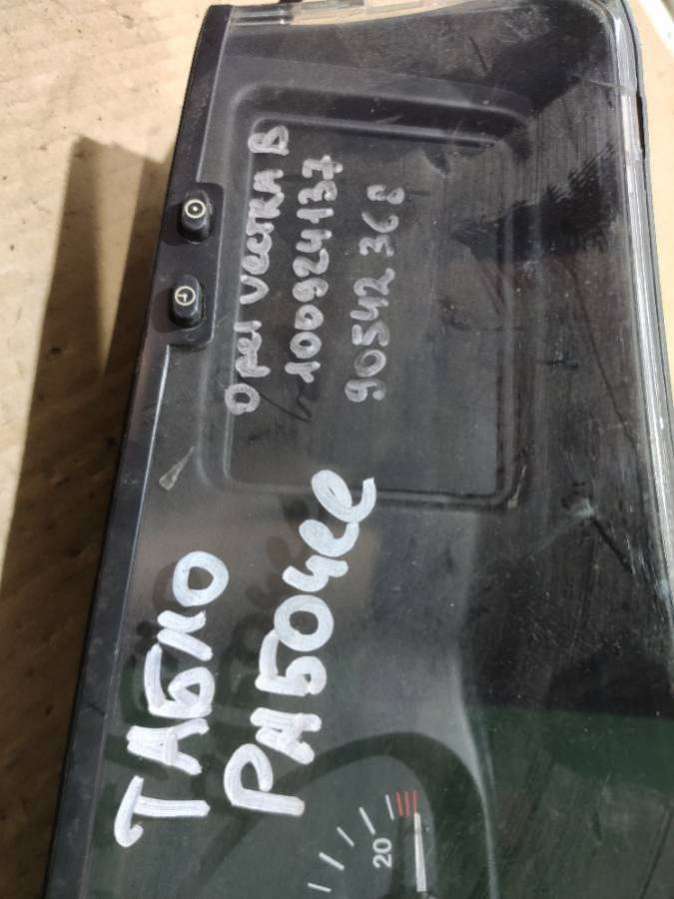 Opel VECTRA B
100924137
90542368
ТАБЛО
РАБОЧЕЕ
20